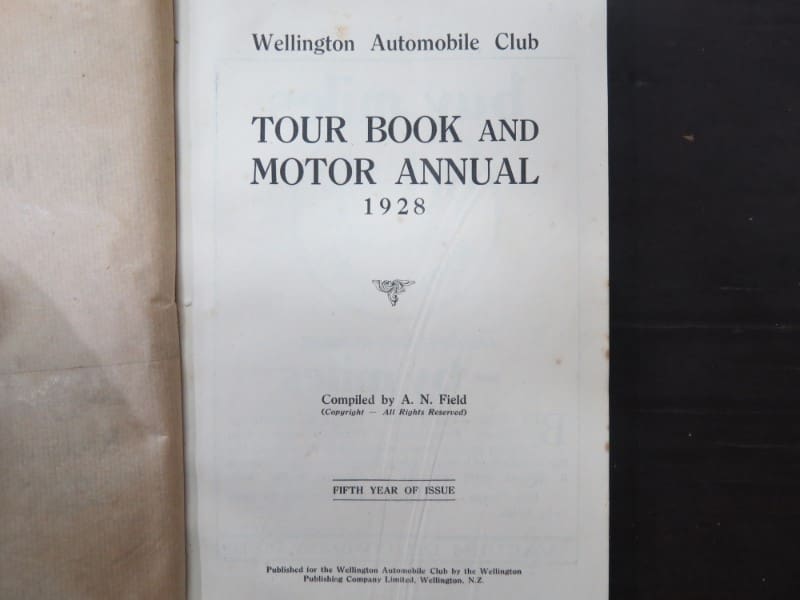 Wellington Automobile Club
TOUR BOOK AND
MOTOR ANNUAL
1928
Compiled by A. N. Field
(Copyright — All Rights Reserved)
FIFTH YEAR OF ISSUE
Published for the Wellington Automobile Club by the Wellington
Publishing Company Limited, Wellington, N.Z.